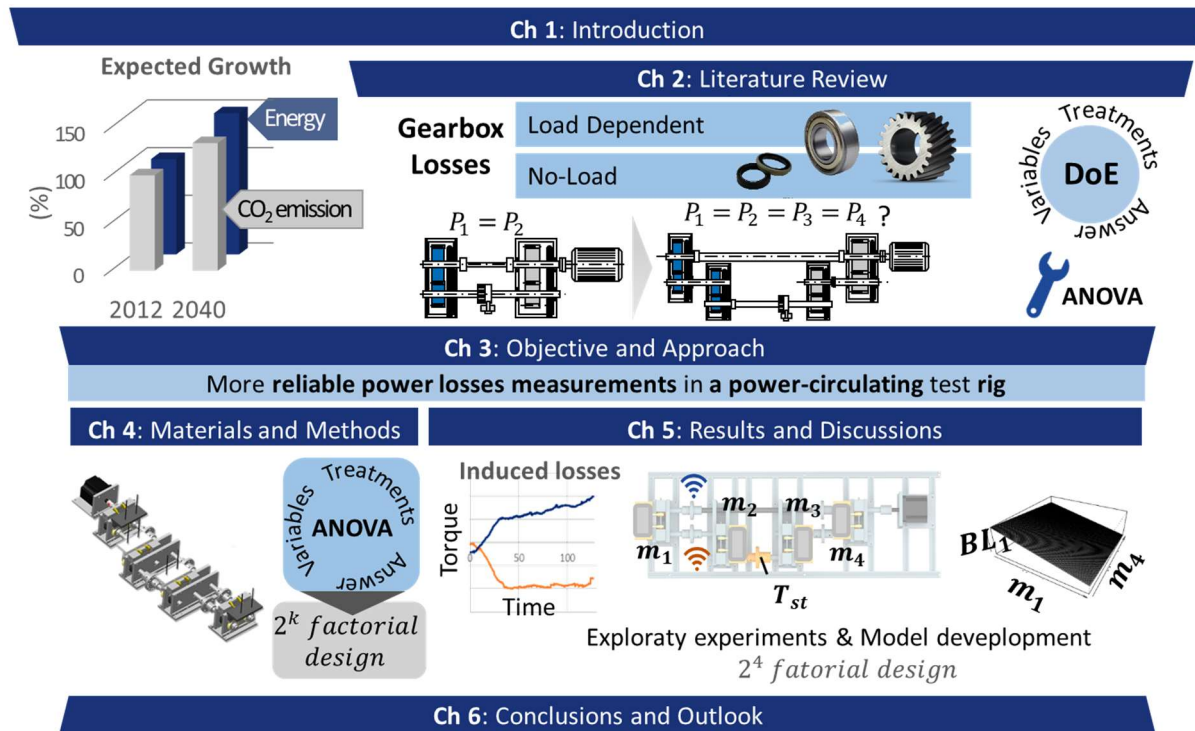 Ch 1: Introduction
Expected Growth
150
100
50
0
(%)
Energy
CO₂ emission
2012 2040
Ch 2: Literature Review
Gearbox
Losses
Load Dependent
No-Load
P₁ = P₂
P₁ = P₂ = P₃ = P₄ ?
Variables Treatments Answer
DoE
ANOVA
Ch 3: Objective and Approach
More reliable power losses measurements in a power-circulating test rig
Ch 4: Materials and Methods
Variables Treatments Answer
ANOVA
2ᵏ factorial
design
Ch 5: Results and Discussions
Induced losses
Torque
0 50 100
Time
m₁
m₂
m₃
m₄
Tₛₜ
BL₁
m₁
m₄
Exploraty experiments & Model deveplopment
2⁴ fatorial design
Ch 6: Conclusions and Outlook